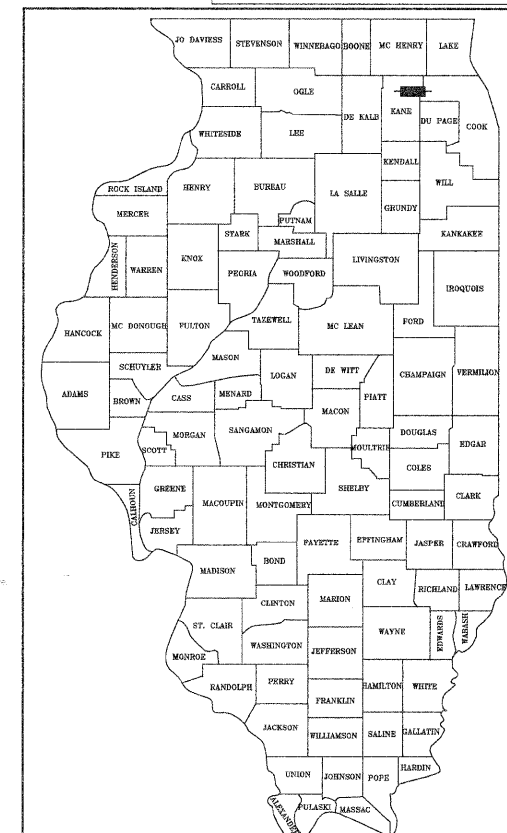 JO DAVIESS STEVENSON WINNEBAGO BOONE MC HENRY LAKE
CARROLL OGLE
DE KALB KANE DU PAGE COOK
WHITESIDE LEE
KENDALL WILL
ROCK ISLAND HENRY BUREAU LA SALLE
MERCER PUTNAM GRUNDY
STARK MARSHALL KANKAKEE
HENDERSON WARREN KNOX PEORIA WOODFORD LIVINGSTON
IROQUOIS
HANCOCK MC DONOUGH FULTON TAZEWELL MC LEAN FORD
MASON
SCHUYLER LOGAN DE WITT CHAMPAIGN VERMILION
ADAMS BROWN CASS MENARD PIATT
MACON
MORGAN SANGAMON DOUGLAS
PIKE SCOTT CHRISTIAN MOULTRIE COLES EDGAR
GREENE SHELBY
CALHOUN MACOUPIN MONTGOMERY CUMBERLAND CLARK
JERSEY FAYETTE EFFINGHAM JASPER CRAWFORD
MADISON BOND
CLAY RICHLAND LAWRENCE
CLINTON MARION
ST. CLAIR WAYNE EDWARDS WABASH
WASHINGTON JEFFERSON
MONROE
RANDOLPH PERRY HAMILTON WHITE
FRANKLIN
JACKSON WILLIAMSON SALINE GALLATIN
UNION JOHNSON POPE HARDIN
ALEXANDER PULASKI MASSAC